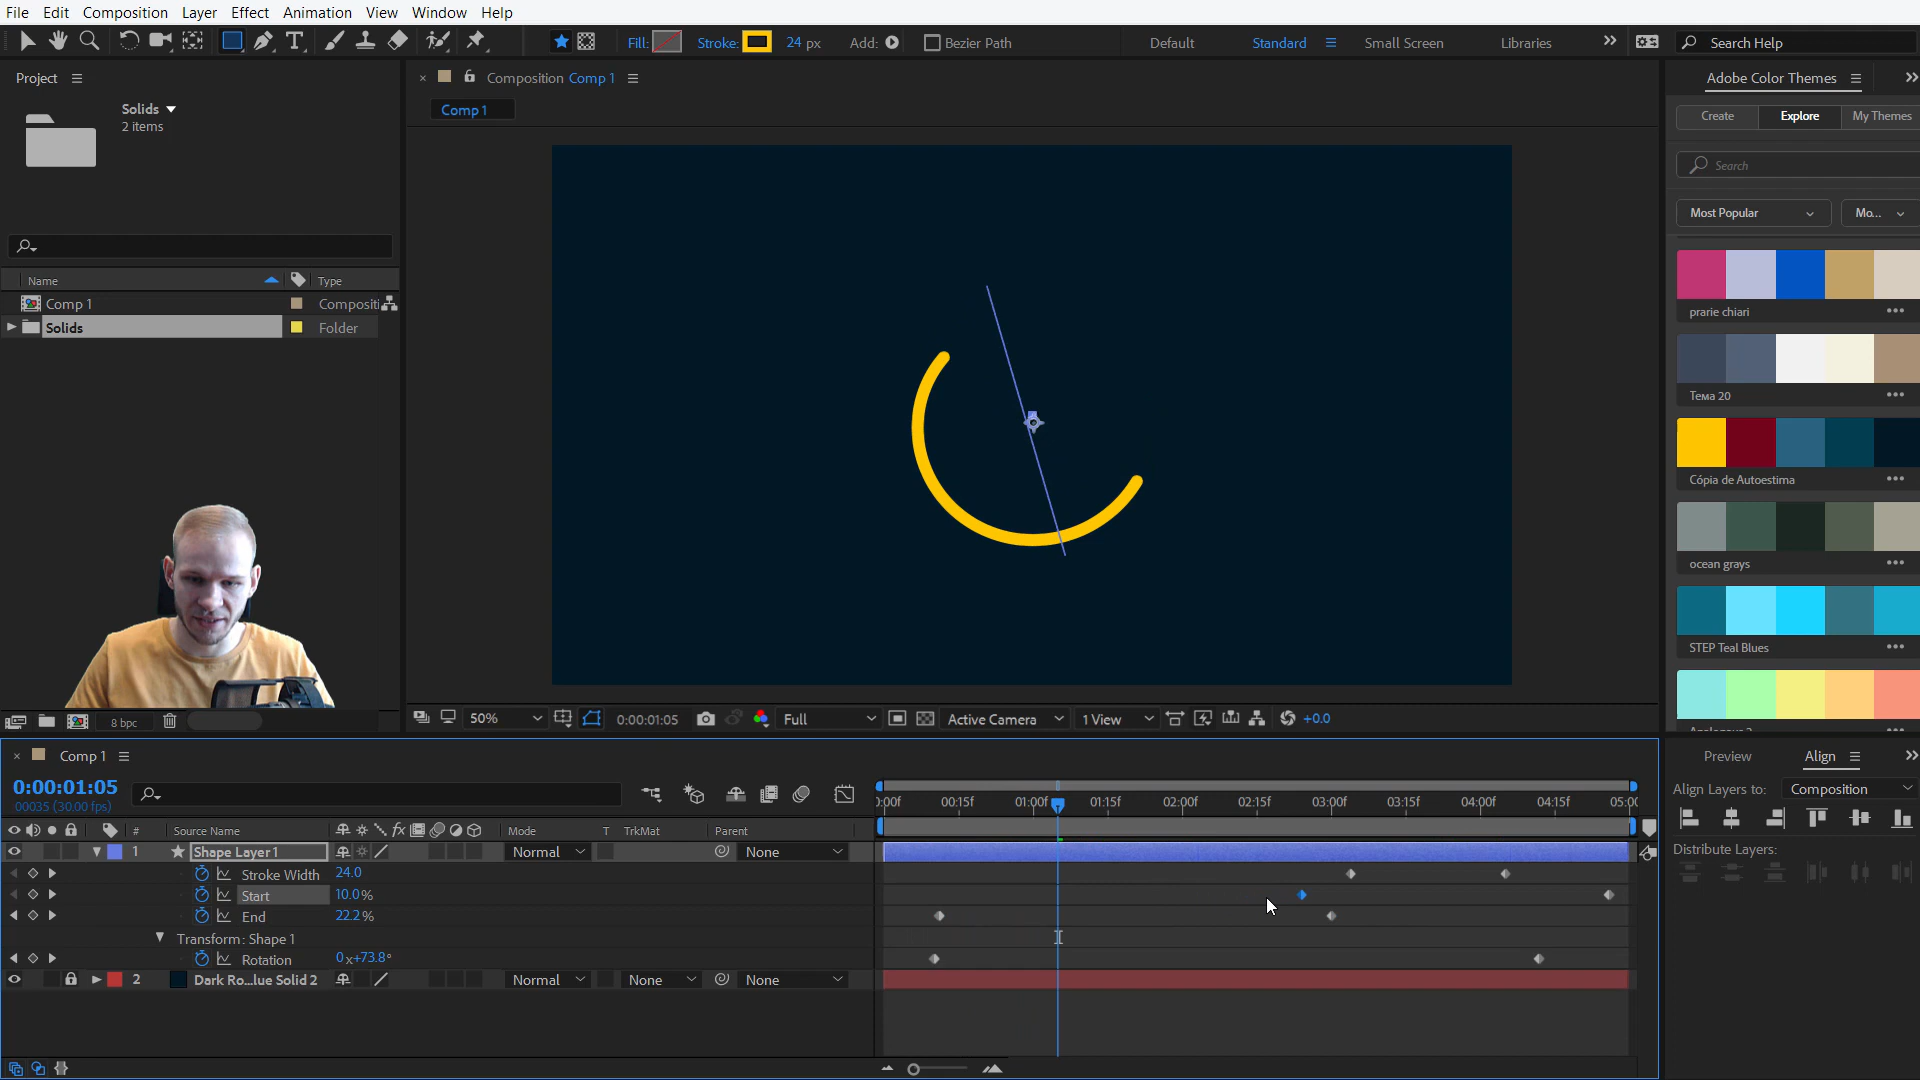 File Edit Composition Layer Effect Animation View Window Help
Fill: Stroke: 24 px Add: Bezier Path Default Standard Small Screen Libraries Search Help
Project
Solids
2 items
Name Type
Comp 1 Compositi
Solids Folder
8 bpc
Composition Comp 1
Comp 1
50% 0:00:01:05 Full Active Camera 1 View +0.0
Adobe Color Themes
Create Explore My Themes
Search
Most Popular Mo...
prarie chiari
Тема 20
Cópia de Autoestima
ocean grays
STEP Teal Blues
Comp 1
0:00:01:05
00035 (30.00 fps)
):00f 00:15f 01:00f 01:15f 02:00f 02:15f 03:00f 03:15f 04:00f 04:15f 05:00
# Source Name Mode T TrkMat Parent
1 Shape Layer 1 Normal None
Stroke Width 24.0
Start 10.0%
End 22.2%
Transform: Shape 1
Rotation 0x+73.8°
2 Dark Ro...lue Solid 2 Normal None None
Preview Align
Align Layers to: Composition
Distribute Layers: